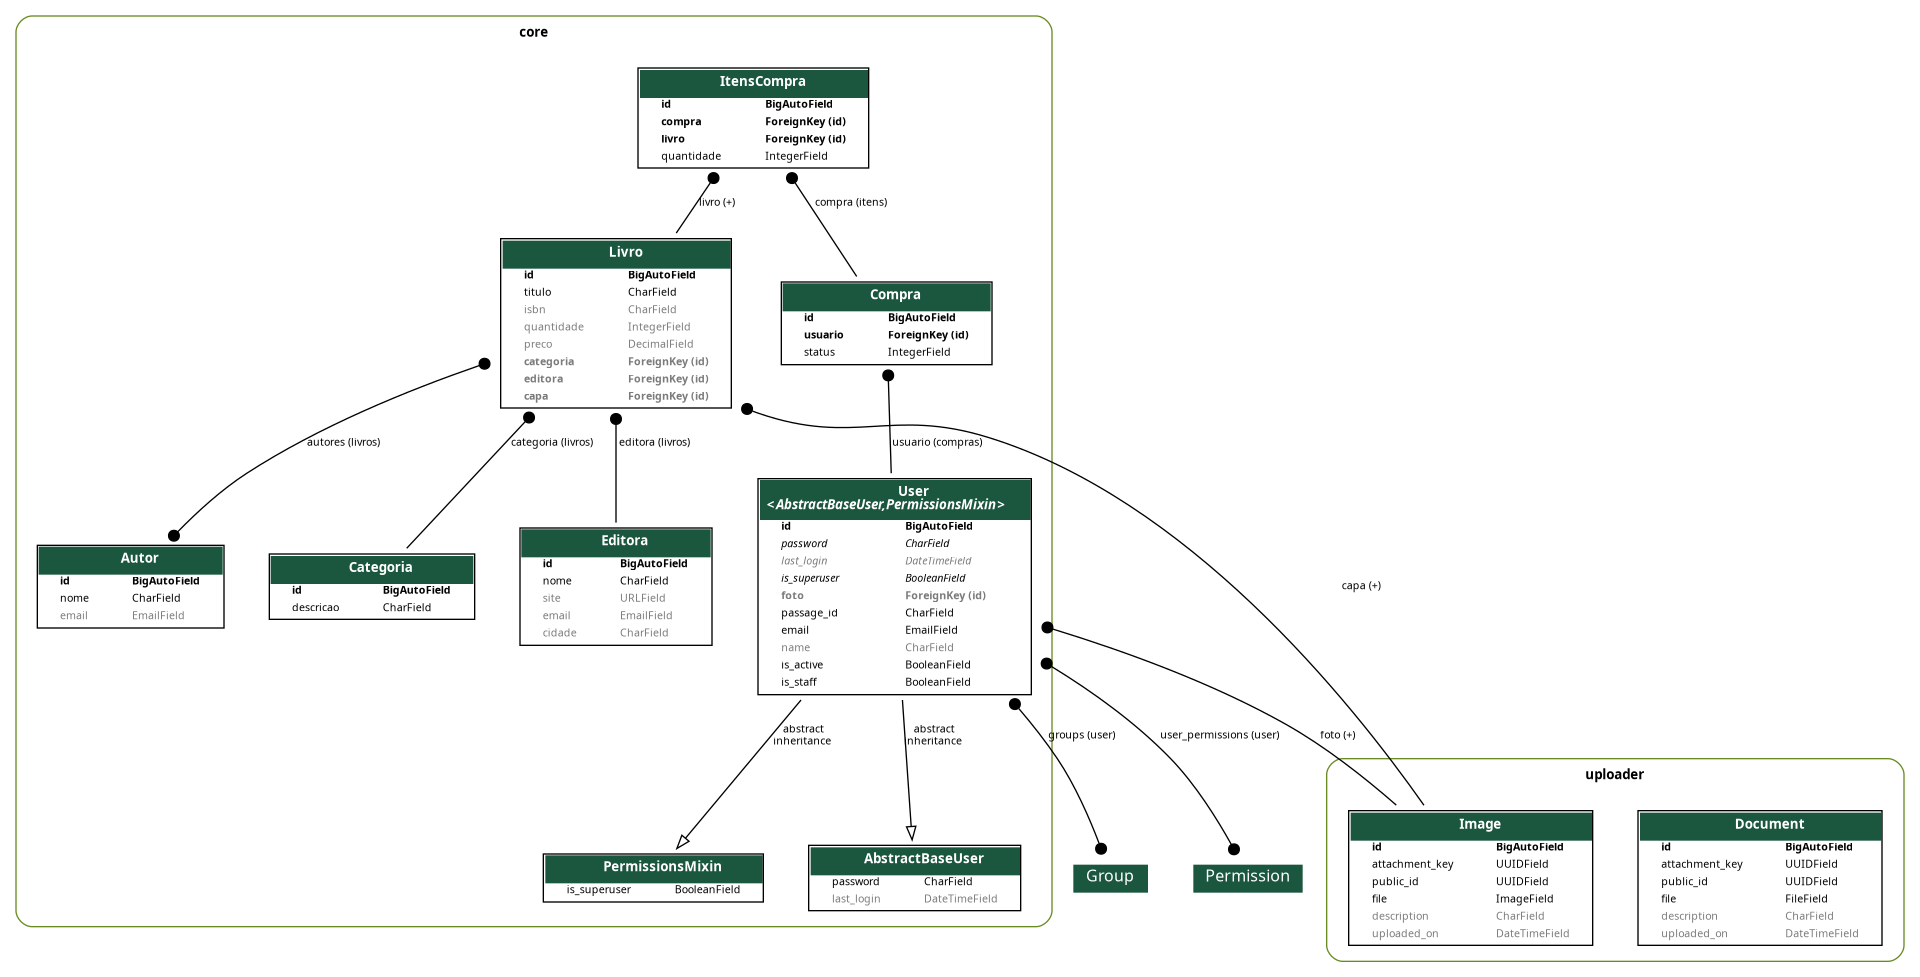 core
ItensCompra
id BigAutoField
compra ForeignKey (id)
livro ForeignKey (id)
quantidade IntegerField
livro (+)
compra (itens)
Livro
id BigAutoField
titulo CharField
isbn CharField
quantidade IntegerField
preco DecimalField
categoria ForeignKey (id)
editora ForeignKey (id)
capa ForeignKey (id)
Compra
id BigAutoField
usuario ForeignKey (id)
status IntegerField
autores (livros)
categoria (livros)
editora (livros)
usuario (compras)
Autor
id BigAutoField
nome CharField
email EmailField
Categoria
id BigAutoField
descricao CharField
Editora
id BigAutoField
nome CharField
site URLField
email EmailField
cidade CharField
User
<AbstractBaseUser,PermissionsMixin>
id BigAutoField
password CharField
last_login DateTimeField
is_superuser BooleanField
foto ForeignKey (id)
passage_id CharField
email EmailField
name CharField
is_active BooleanField
is_staff BooleanField
capa (+)
abstract
inheritance
abstract
inheritance
groups (user)
user_permissions (user)
foto (+)
PermissionsMixin
is_superuser BooleanField
AbstractBaseUser
password CharField
last_login DateTimeField
Group
Permission
uploader
Image
id BigAutoField
attachment_key UUIDField
public_id UUIDField
file ImageField
description CharField
uploaded_on DateTimeField
Document
id BigAutoField
attachment_key UUIDField
public_id UUIDField
file FileField
description CharField
uploaded_on DateTimeField